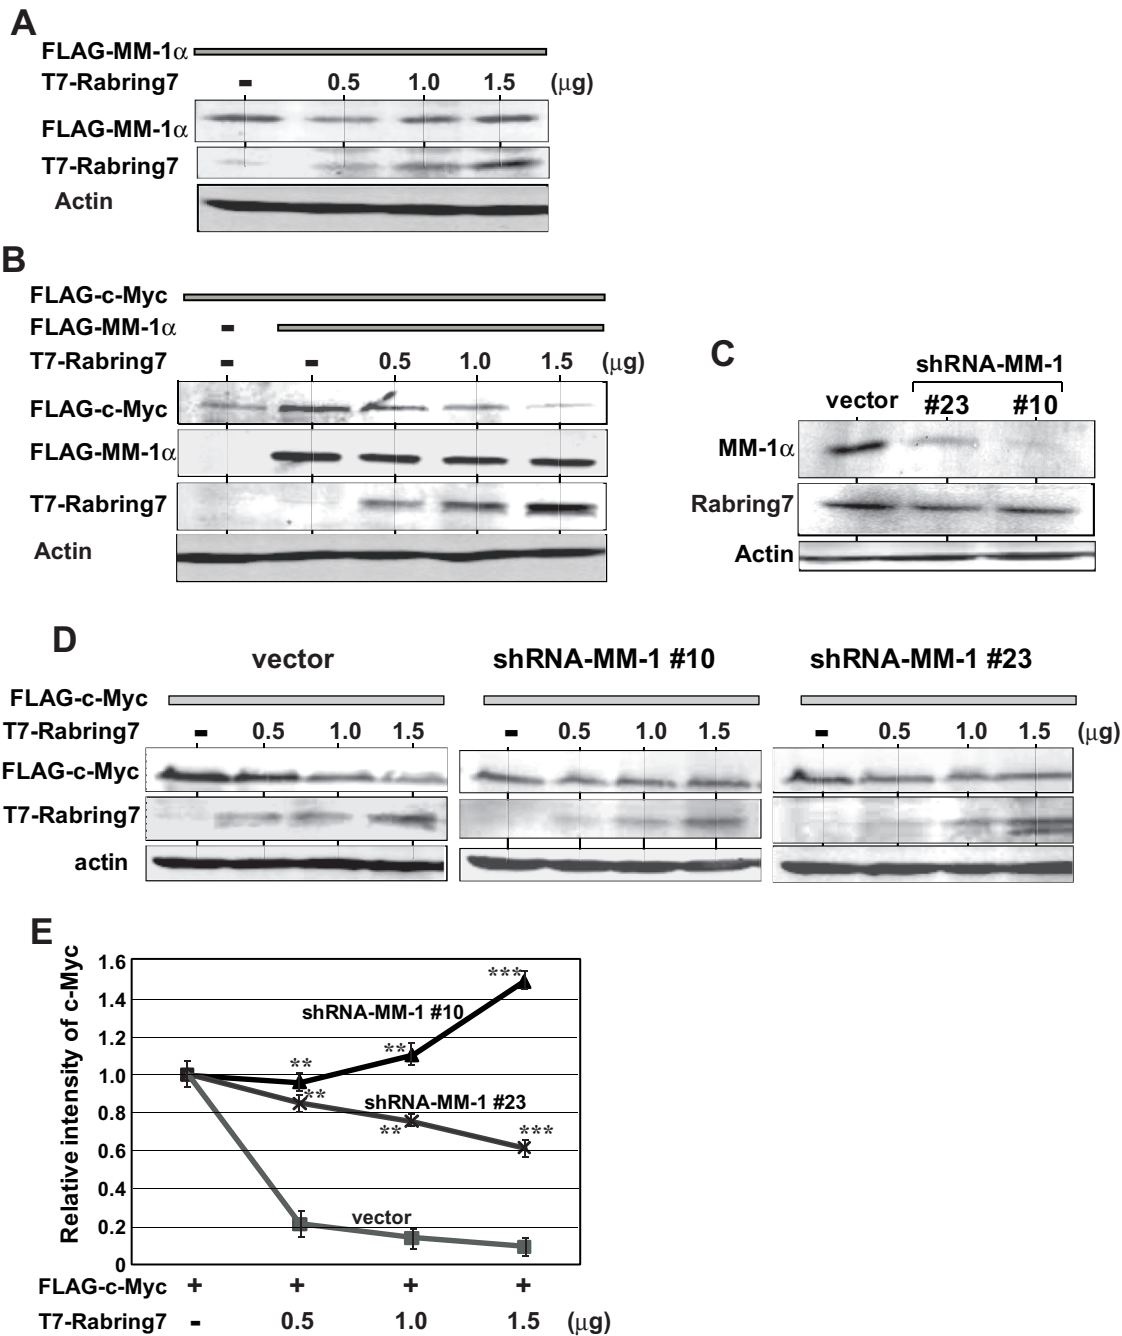 A
FLAG-MM-1α
T7-Rabring7 - 0.5 1.0 1.5 (μg)
FLAG-MM-1α
T7-Rabring7
Actin
B
FLAG-c-Myc
FLAG-MM-1α -
T7-Rabring7 - - 0.5 1.0 1.5 (μg)
FLAG-c-Myc
FLAG-MM-1α
T7-Rabring7
Actin
C
shRNA-MM-1
vector #23 #10
MM-1α
Rabring7
Actin
D
vector shRNA-MM-1 #10 shRNA-MM-1 #23
FLAG-c-Myc
T7-Rabring7 - 0.5 1.0 1.5 - 0.5 1.0 1.5 - 0.5 1.0 1.5 (μg)
FLAG-c-Myc
T7-Rabring7
actin
E
Relative intensity of c-Myc
1.6
1.4
1.2
1.0
0.8
0.6
0.4
0.2
0
***
shRNA-MM-1 #10
**
**
**
shRNA-MM-1 #23
**
***
vector
FLAG-c-Myc + + + +
T7-Rabring7 - 0.5 1.0 1.5 (μg)